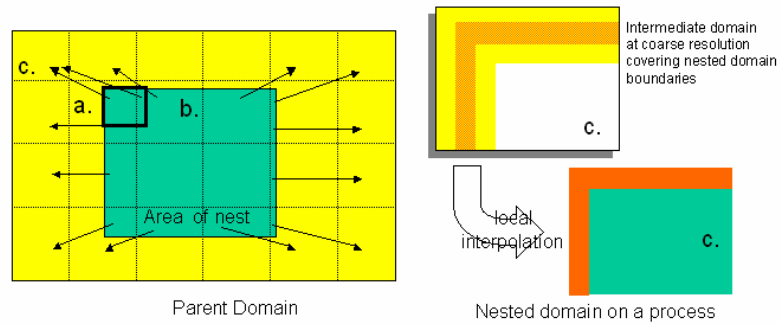 c.
a.
b.
Area of nest
Parent Domain
Intermediate domain
at coarse resolution
covering nested domain
boundaries
c.
local
interpolation
c.
Nested domain on a process